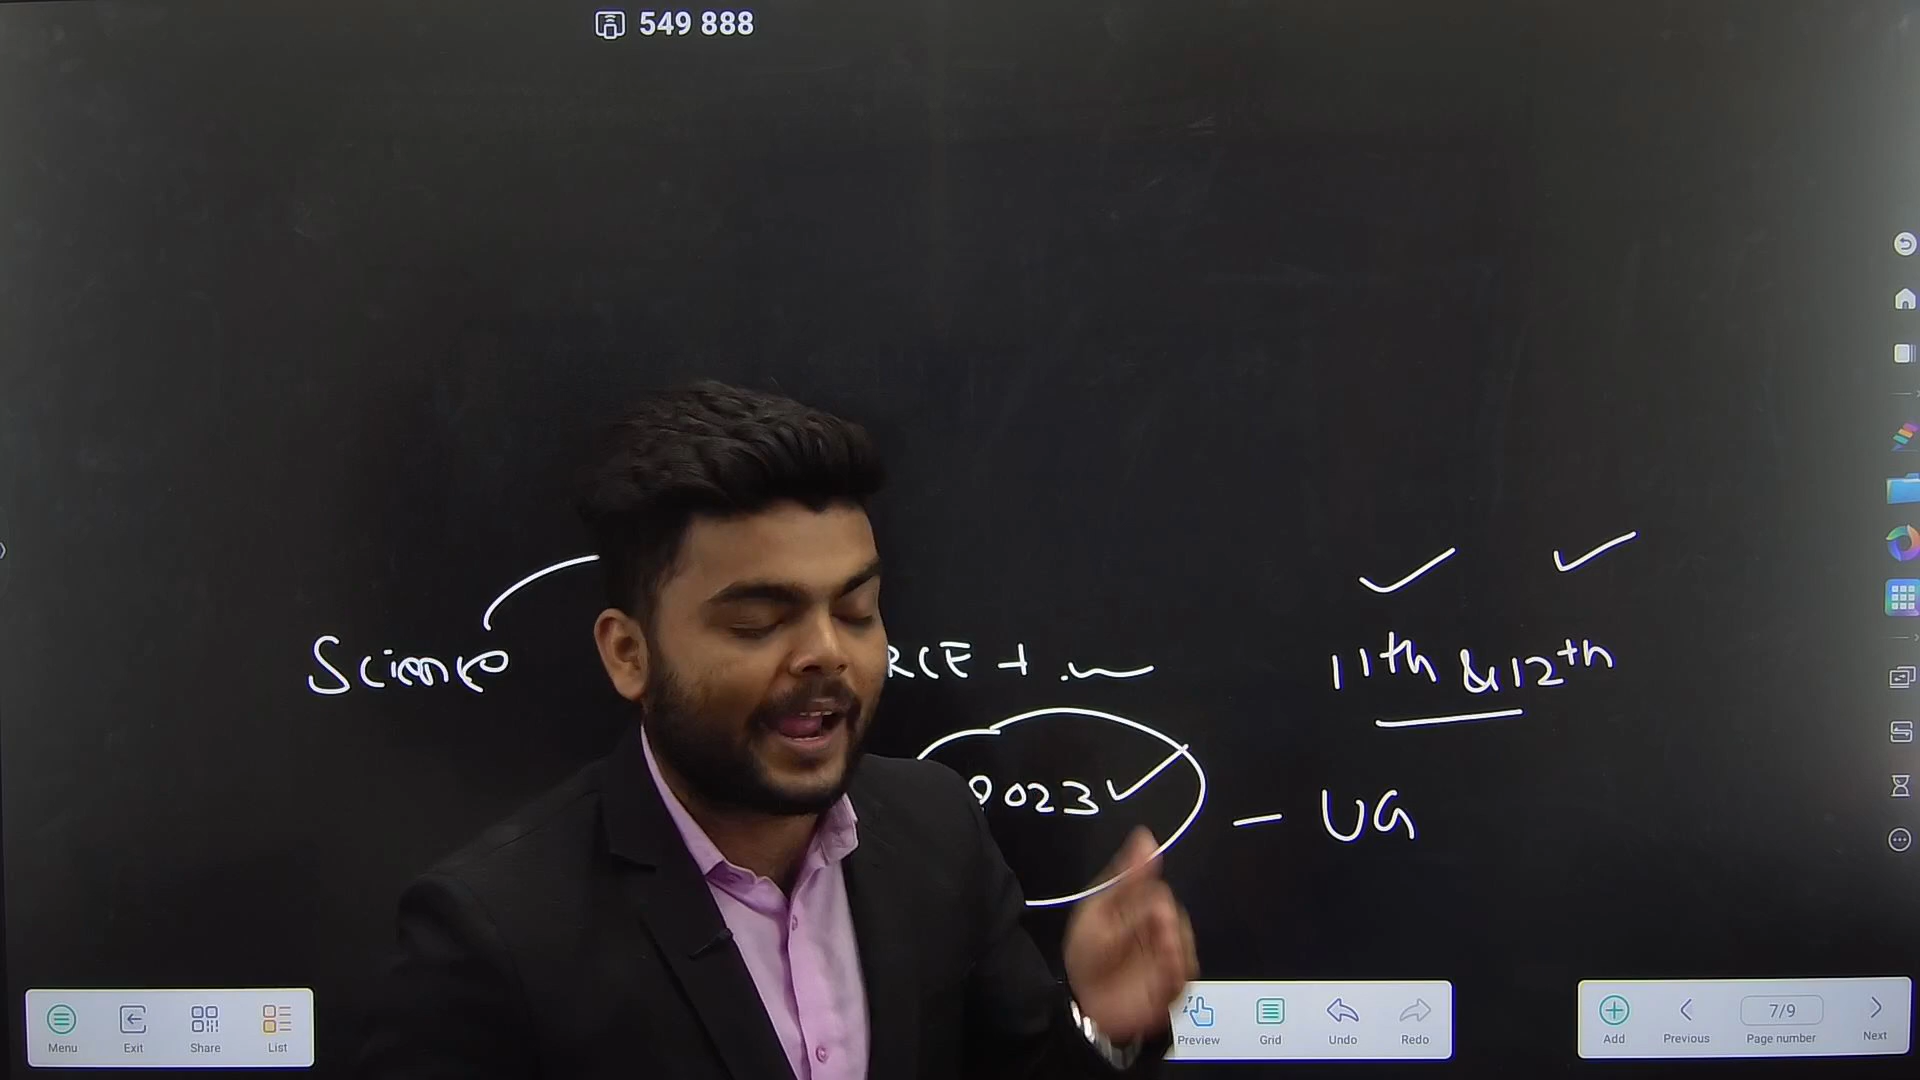 549 888
Science RCE + 11th & 12th
2023 - UG
Menu Exit Share List Preview Grid Undo Redo Add Previous 7/9 Page number Next